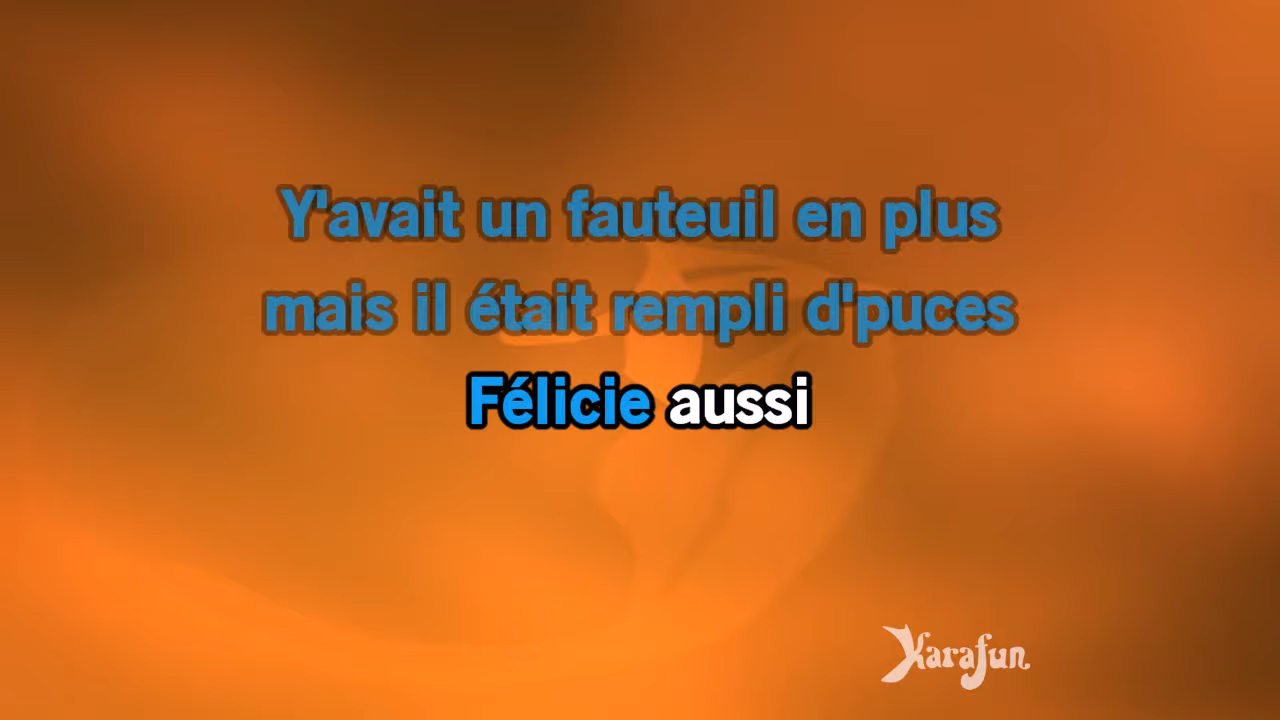 Y'avait un fauteuil en plus
mais il était rempli d'puces
Félicie aussi
Karafun